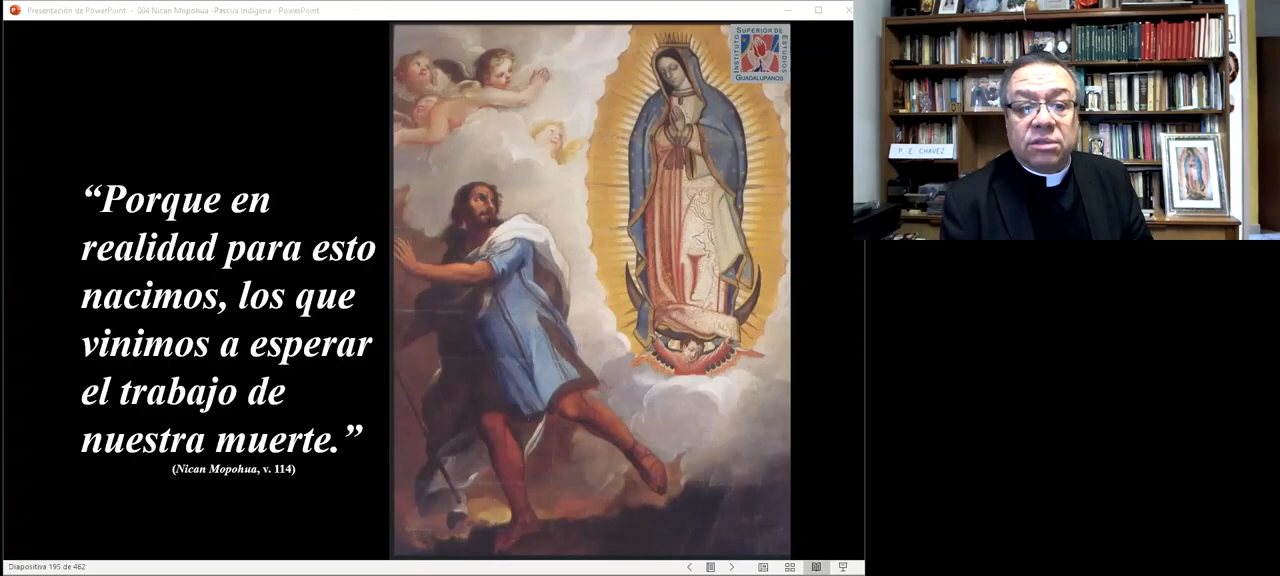 Presentación de PowerPoint - 004 Nican Mopohua -Pascua Indígena - PowerPoint
INSTITUTO
SUPERIOR DE
ESTUDIOS
GUADALUPANOS
P. E. CHAVEZ
“Porque en
realidad para esto
nacimos, los que
vinimos a esperar
el trabajo de
nuestra muerte.”
(Nican Mopohua, v. 114)
Diapositiva 195 de 462